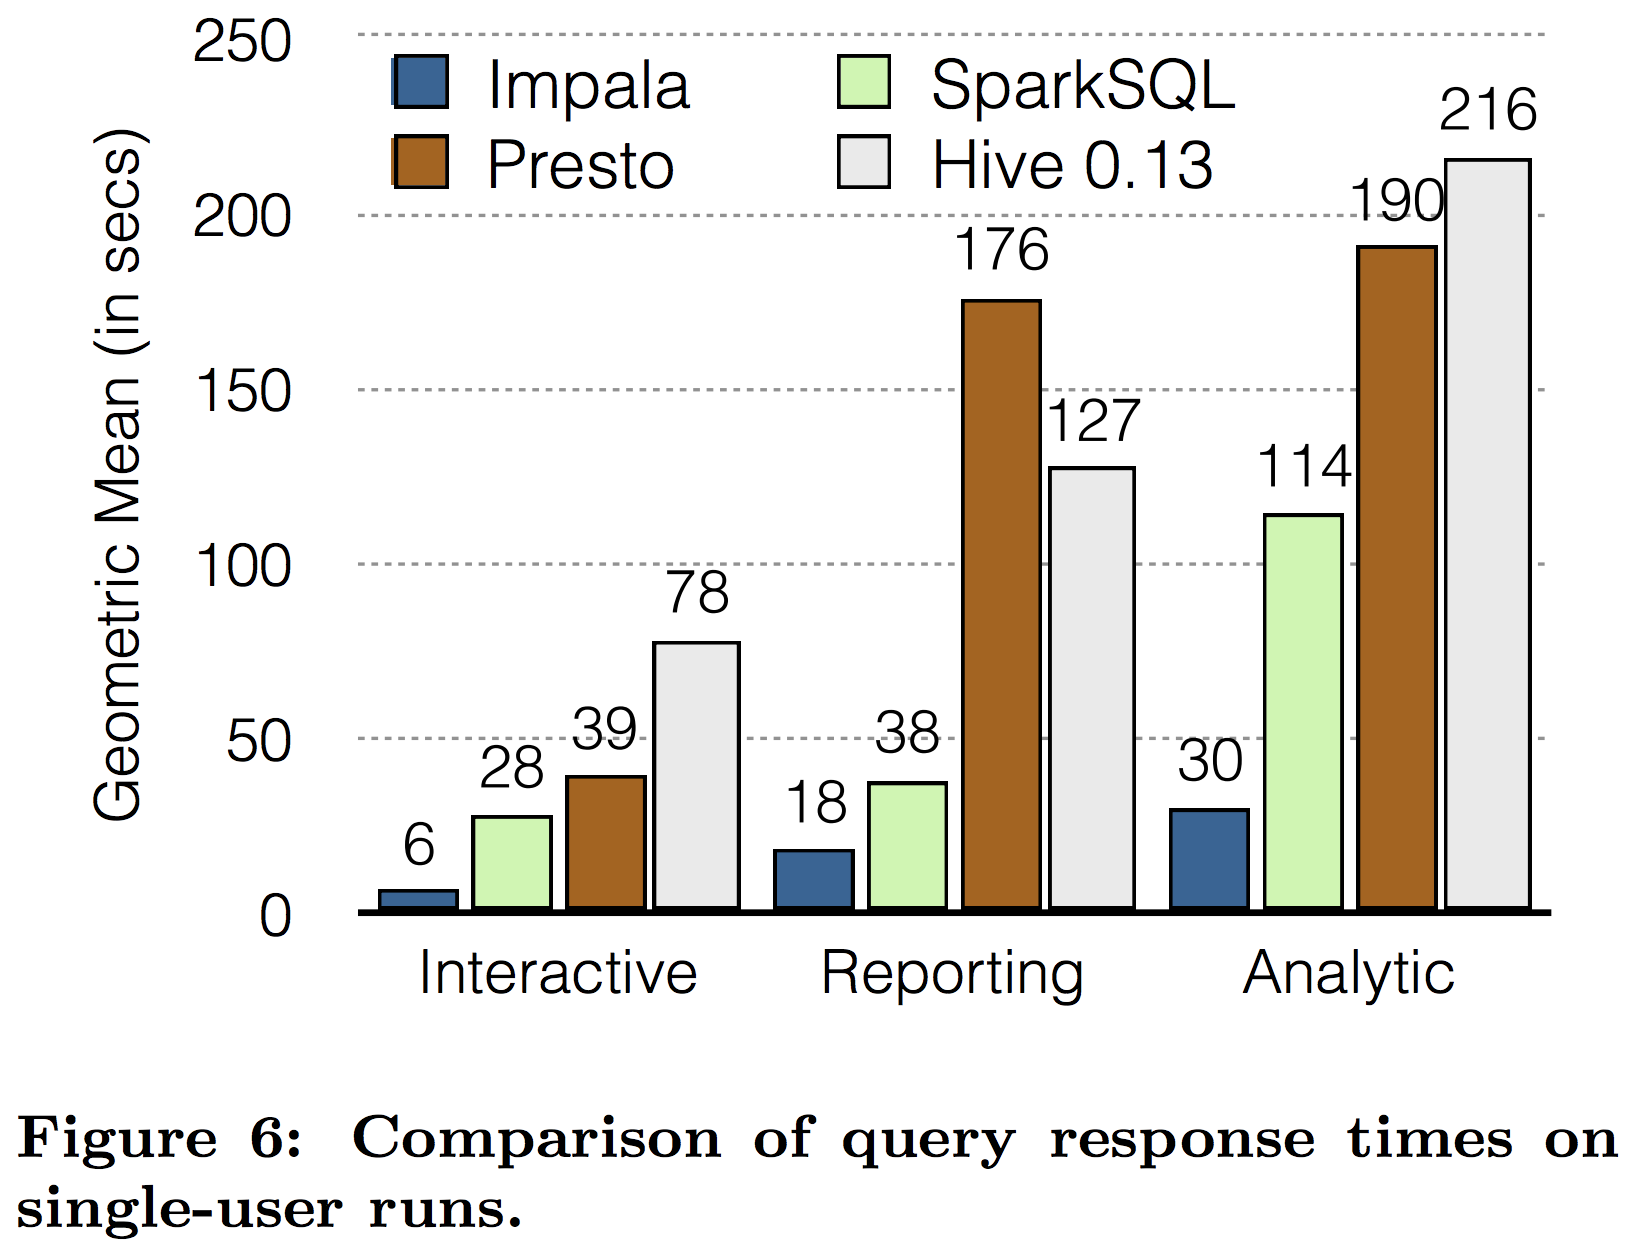 250
200
150
100
50
0
Geometric Mean (in secs)
Impala
SparkSQL
Presto
Hive 0.13
6
28
39
78
18
38
176
127
30
114
190
216
Interactive
Reporting
Analytic
Figure 6: Comparison of query response times on
single-user runs.